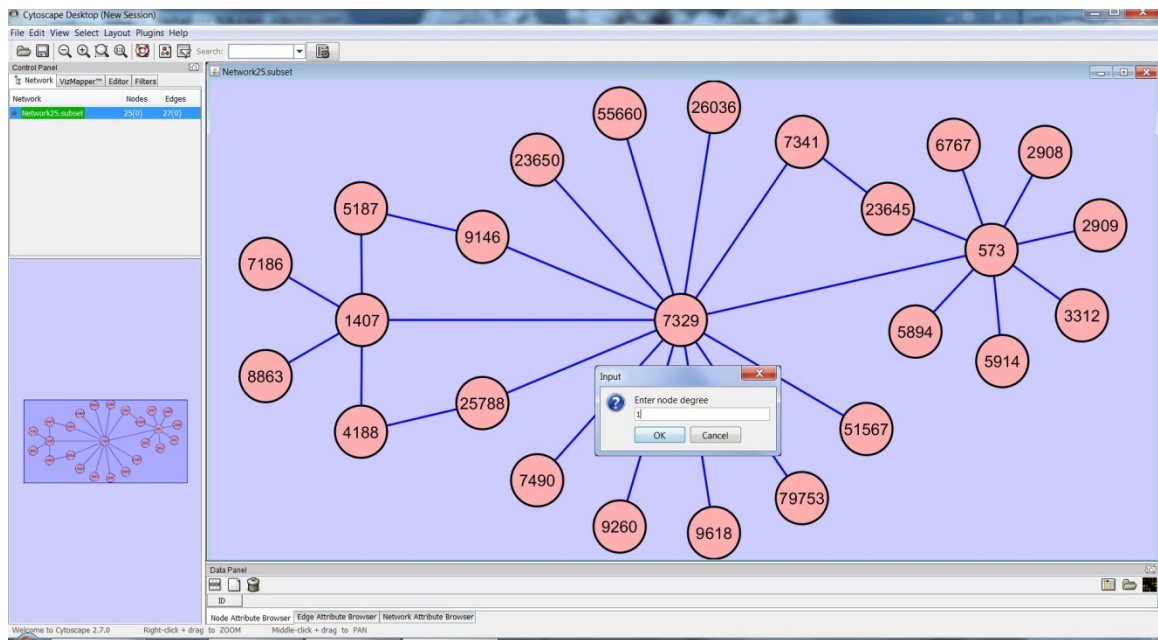 Cytoscape Desktop (New Session)
File Edit View Select Layout Plugins Help
Search:
Control Panel
Network VizMapper™ Editor Filters
Network Nodes Edges
Network25.subset 25(0) 27(0)
Network25.subset
55660
26036
7341
6767
2908
23650
5187
23645
2909
9146
573
7186
1407
7329
3312
5894
5914
8863
Input
Enter node degree
1
OK Cancel
25788
4188
51567
7490
79753
9260
9618
Data Panel
ID
Node Attribute Browser Edge Attribute Browser Network Attribute Browser
Welcome to Cytoscape 2.7.0 Right-click + drag to ZOOM Middle-click + drag to PAN